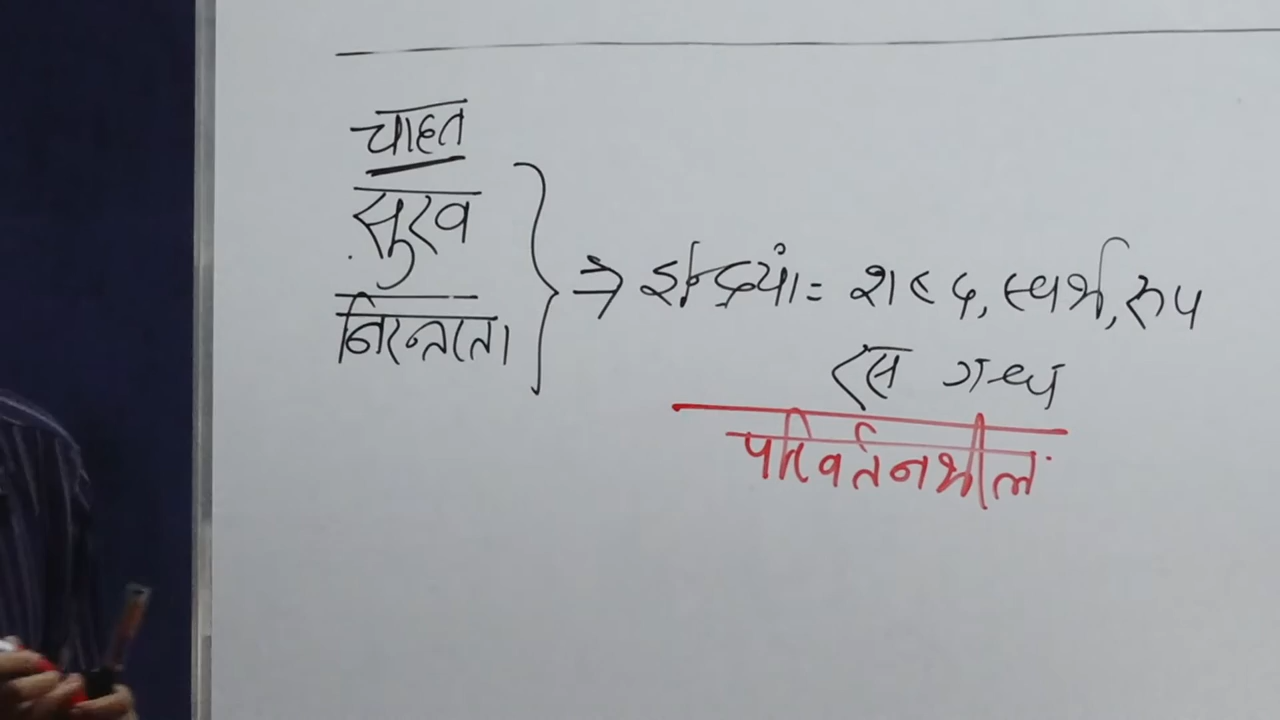 चाहत
सुख
निरन्तरता
⇒ इन्द्रियां = शब्द, स्पर्श, रूप
रस गन्ध
परिवर्तनशील